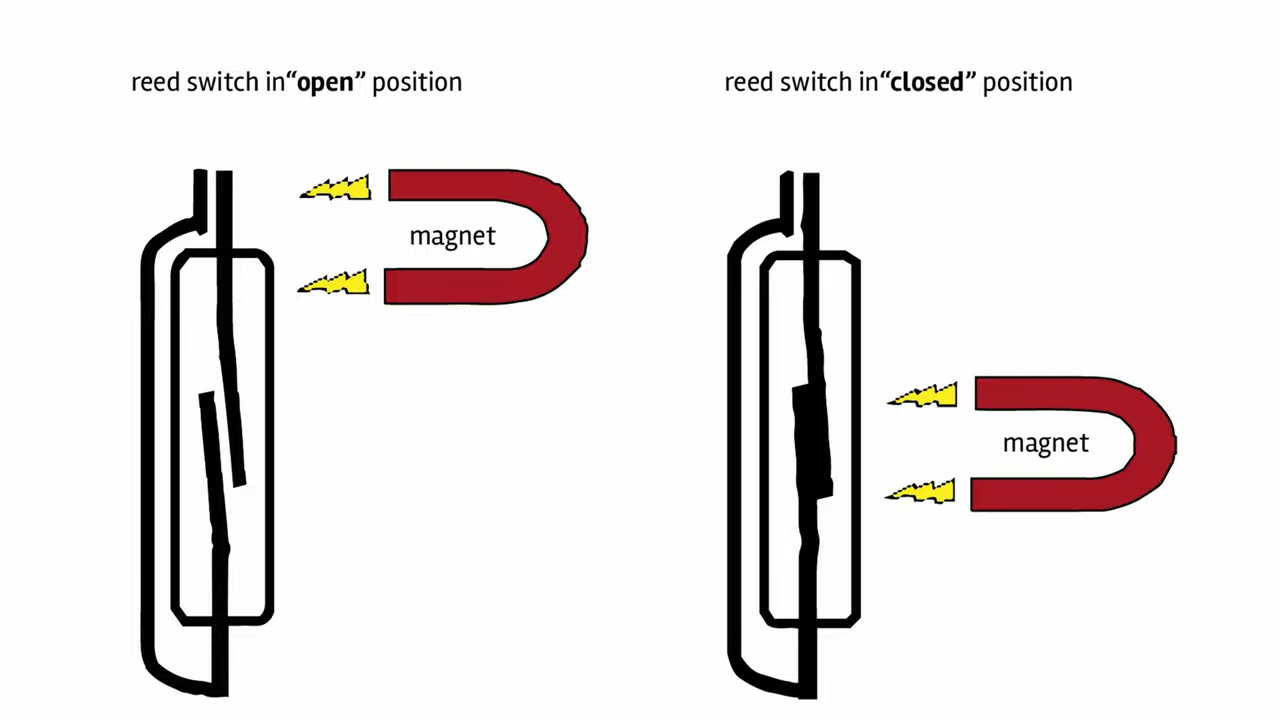 reed switch in“open” position
reed switch in“closed” position
magnet
magnet